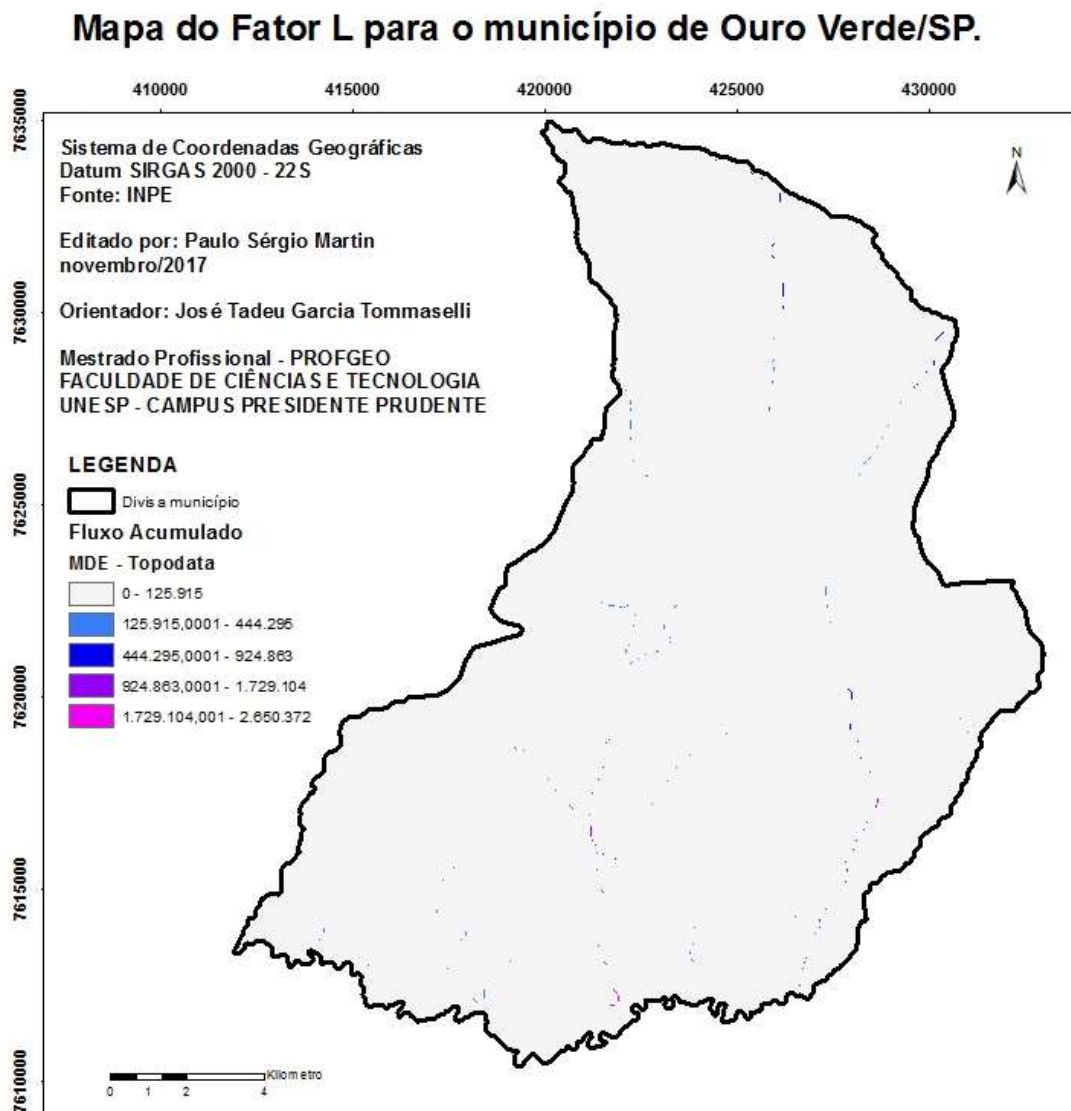 Mapa do Fator L para o município de Ouro Verde/SP.
410000 415000 420000 425000 430000
7635000
7630000
7625000
7620000
7615000
7610000
Sistema de Coordenadas Geográficas
Datum SIRGAS 2000 - 22S
Fonte: INPE
Editado por: Paulo Sérgio Martin
novembro/2017
Orientador: José Tadeu Garcia Tommaselli
Mestrado Profissional - PROFGEO
FACULDADE DE CIÊNCIAS E TECNOLOGIA
UNESP - CAMPUS PRESIDENTE PRUDENTE
N
LEGENDA
Divisa município
Fluxo Acumulado
MDE - Topodata
0 - 125.915
125.915,0001 - 444.295
444.295,0001 - 924.863
924.863,0001 - 1.729.104
1.729.104,001 - 2.650.372
Kilometro
0 1 2 4